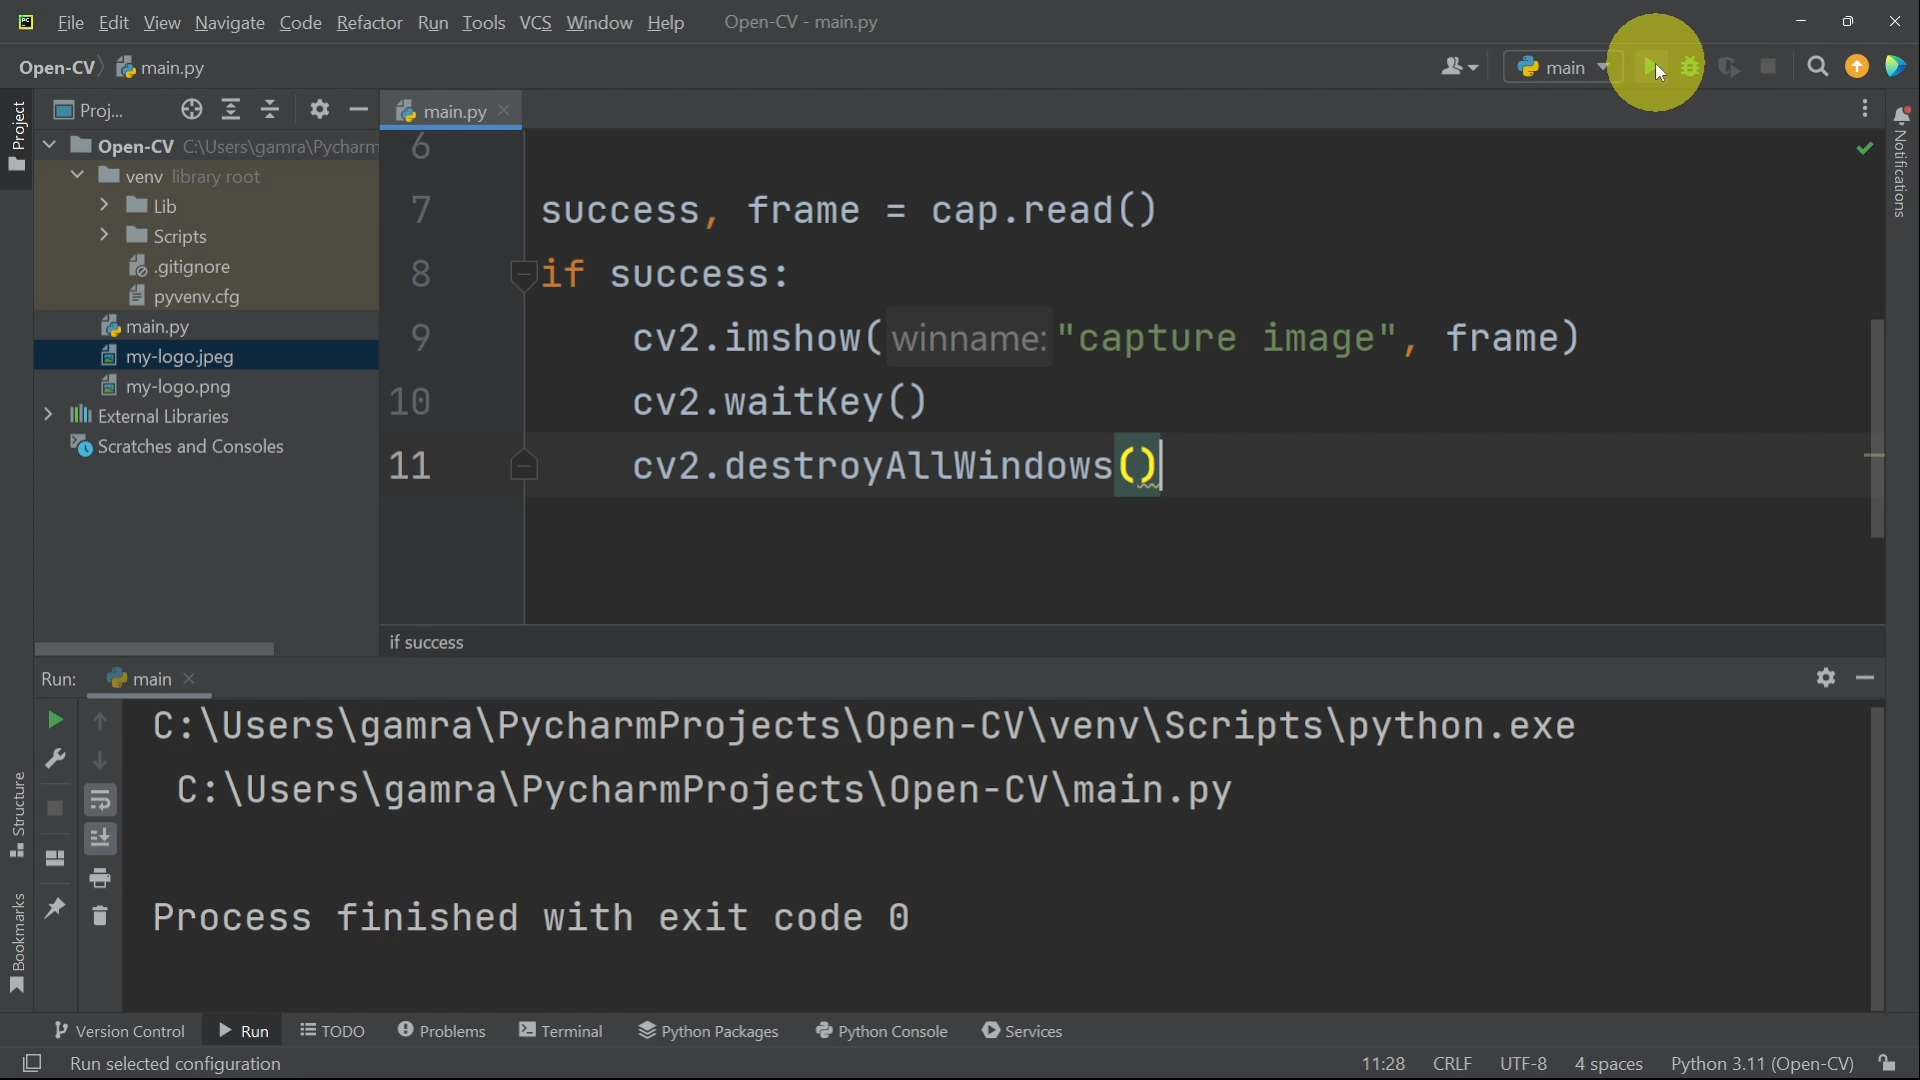 File Edit View Navigate Code Refactor Run Tools VCS Window Help Open-CV - main.py
Open-CV main.py main
Project
Proj... main.py
Notifications
Open-CV C:\Users\gamra\Pycharm
venv library root
Lib
Scripts
.gitignore
pyvenv.cfg
main.py
my-logo.jpeg
my-logo.png
External Libraries
Scratches and Consoles
6
7 success, frame = cap.read()
8 if success:
9 cv2.imshow( winname: "capture image", frame)
10 cv2.waitKey()
11 cv2.destroyAllWindows()
if success
Run: main
Structure
Bookmarks
C:\Users\gamra\PycharmProjects\Open-CV\venv\Scripts\python.exe
C:\Users\gamra\PycharmProjects\Open-CV\main.py
Process finished with exit code 0
Version Control Run TODO Problems Terminal Python Packages Python Console Services
Run selected configuration 11:28 CRLF UTF-8 4 spaces Python 3.11 (Open-CV)